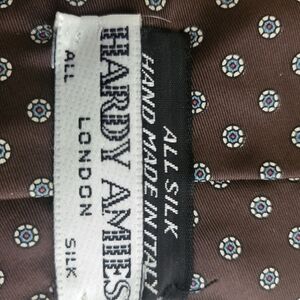 HARDY AMIES
LONDON
ALL SILK
ALL SILK
HAND MADE IN ITALY